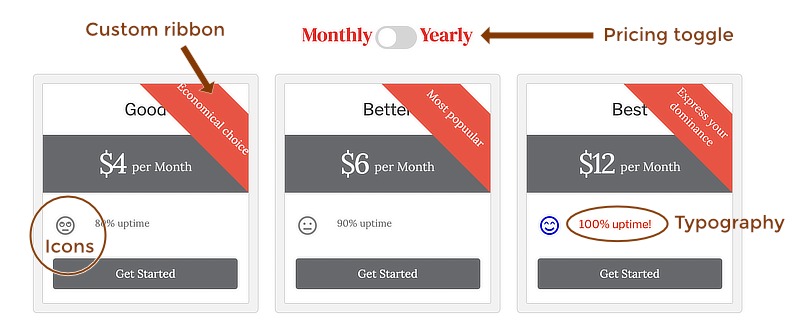 Custom ribbon
Monthly Yearly
Pricing toggle
Good
Economical choice
$4 per Month
80% uptime
Icons
Get Started
Better
Most popuular
$6 per Month
90% uptime
Get Started
Best
Express your
dominance
$12 per Month
100% uptime!
Typography
Get Started